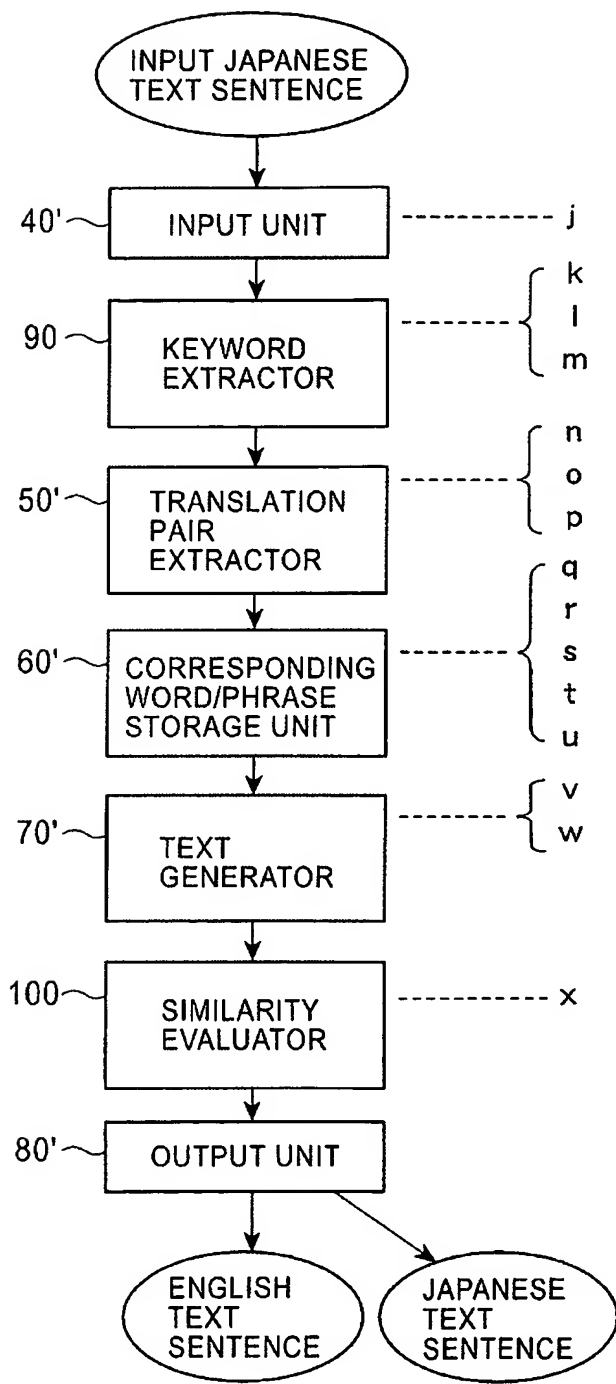 INPUT JAPANESE
TEXT SENTENCE
40'
INPUT UNIT
j
90
KEYWORD
EXTRACTOR
k
l
m
50'
TRANSLATION
PAIR
EXTRACTOR
n
o
p
60'
CORRESPONDING
WORD/PHRASE
STORAGE UNIT
q
r
s
t
u
70'
TEXT
GENERATOR
v
w
100
SIMILARITY
EVALUATOR
x
80'
OUTPUT UNIT
ENGLISH
TEXT
SENTENCE
JAPANESE
TEXT
SENTENCE